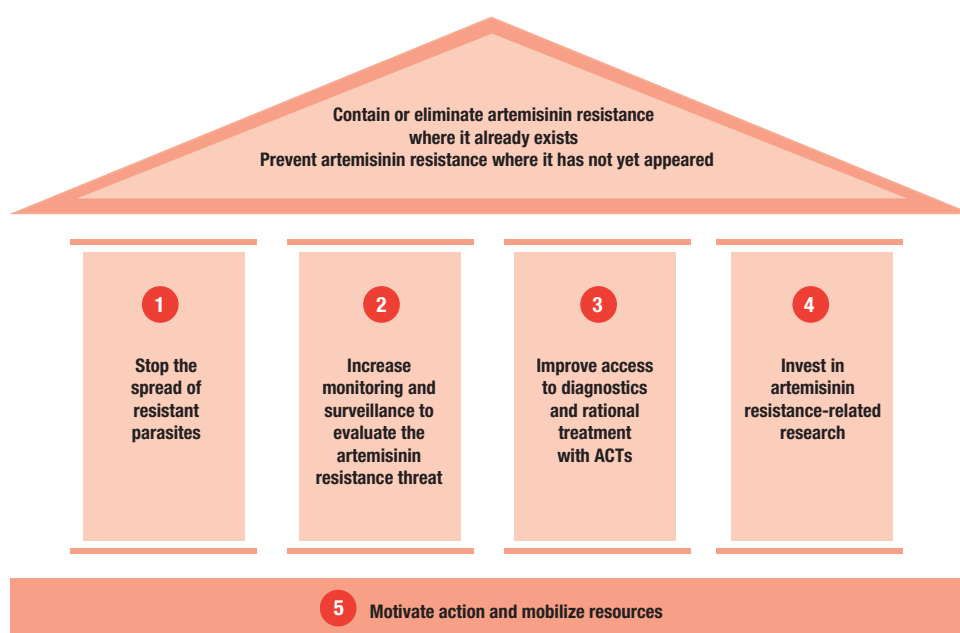 Contain or eliminate artemisinin resistance
where it already exists
Prevent artemisinin resistance where it has not yet appeared
1
Stop the
spread of
resistant
parasites
2
Increase
monitoring and
surveillance to
evaluate the
artemisinin
resistance threat
3
Improve access
to diagnostics
and rational
treatment
with ACTs
4
Invest in
artemisinin
resistance-related
research
5 Motivate action and mobilize resources